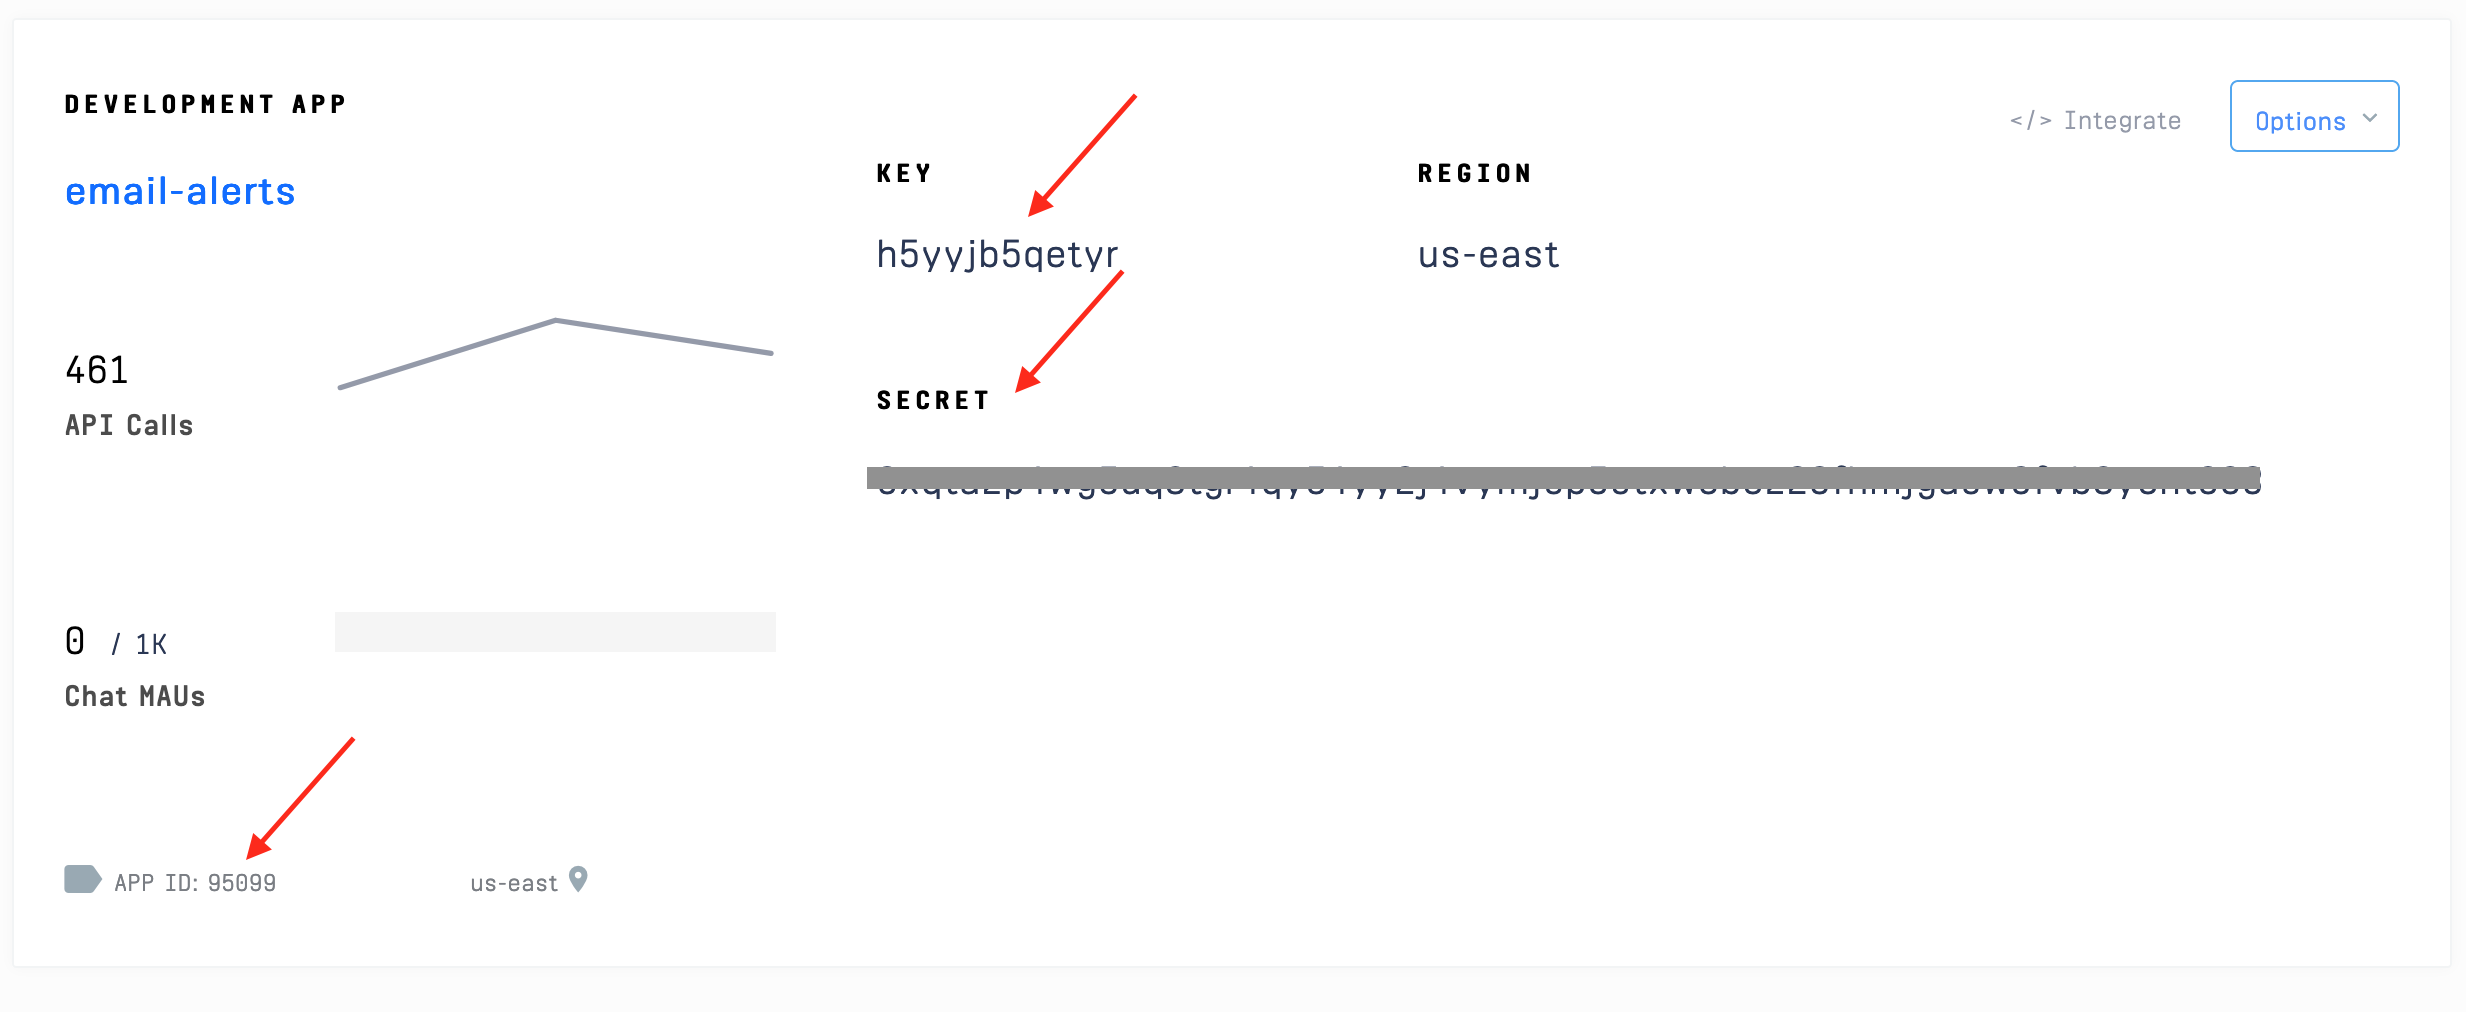 DEVELOPMENT APP
email-alerts
461
API Calls
0 / 1K
Chat MAUs
APP ID: 95099
us-east
KEY
h5yyjb5qetyr
REGION
us-east
SECRET
</> Integrate
Options